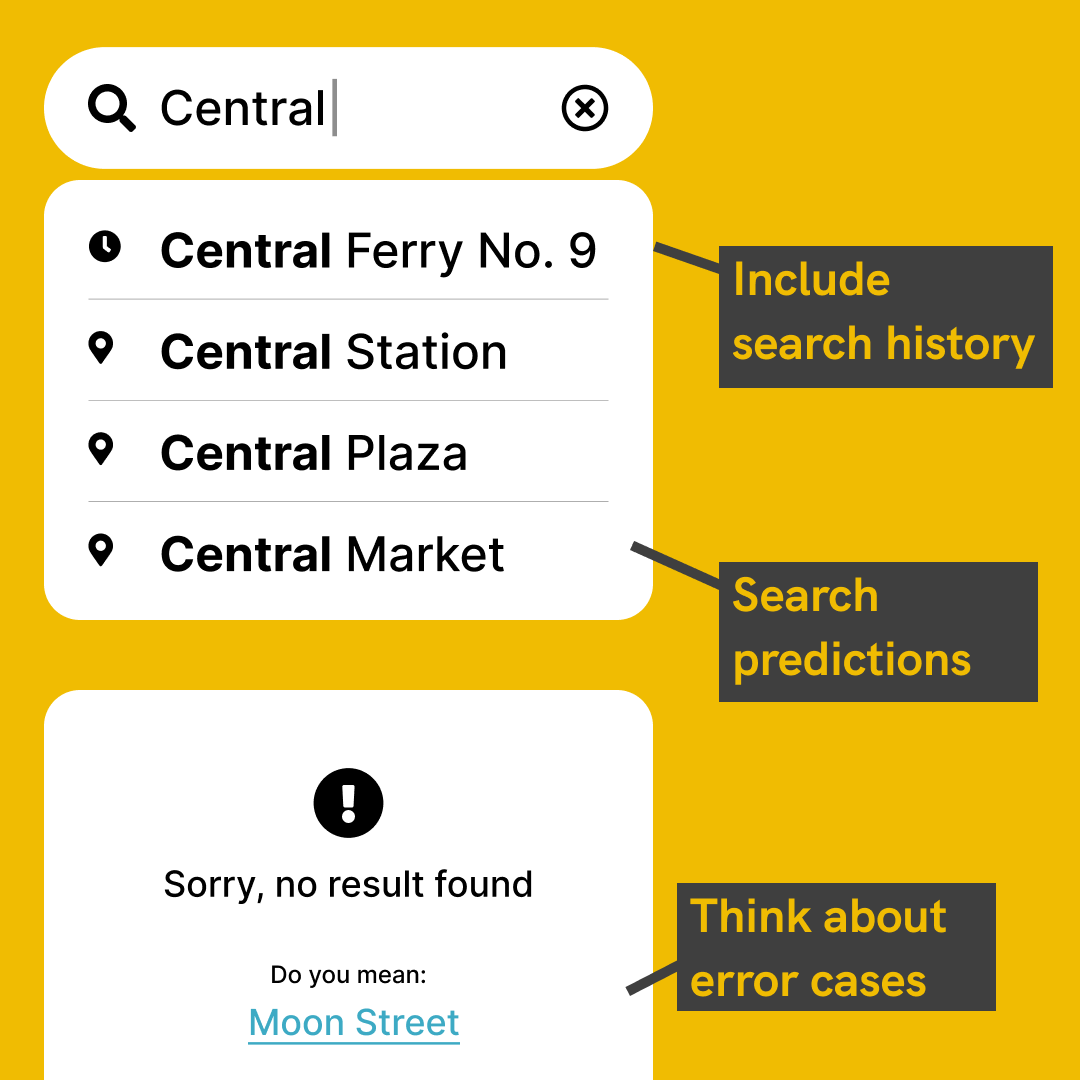 Central
Central Ferry No. 9
Central Station
Central Plaza
Central Market
Include
search history
Search
predictions
Sorry, no result found
Do you mean:
Moon Street
Think about
error cases